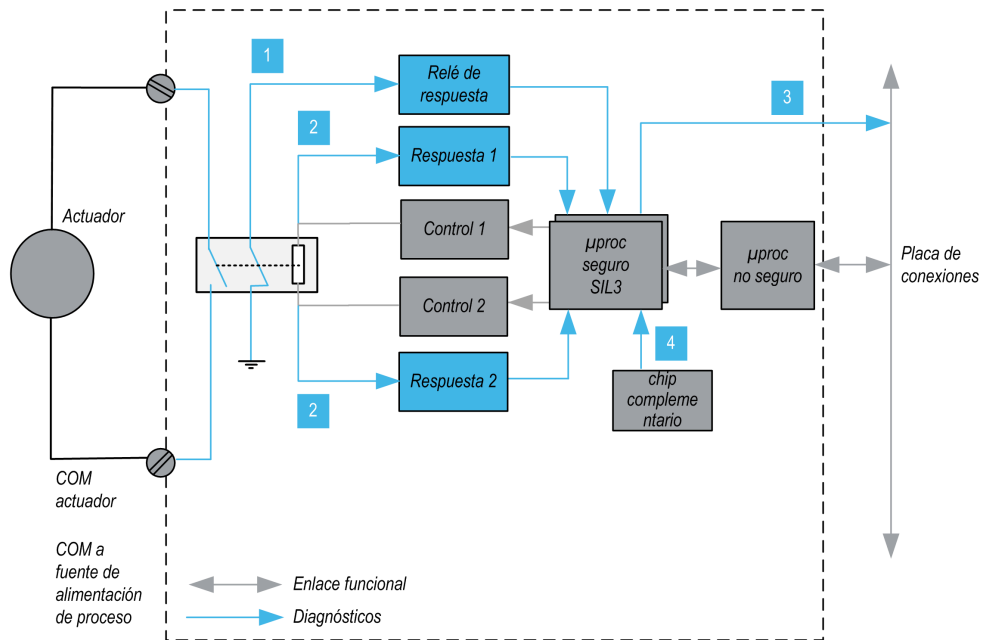 1
Relé de
respuesta
2
Respuesta 1
3
Actuador
Control 1
µproc
seguro
SIL3
µproc
no seguro
Placa de
conexiones
Control 2
4
Respuesta 2
2
chip
compleme
ntario
COM
actuador
COM a
fuente de
alimentación
de proceso
Enlace funcional
Diagnósticos